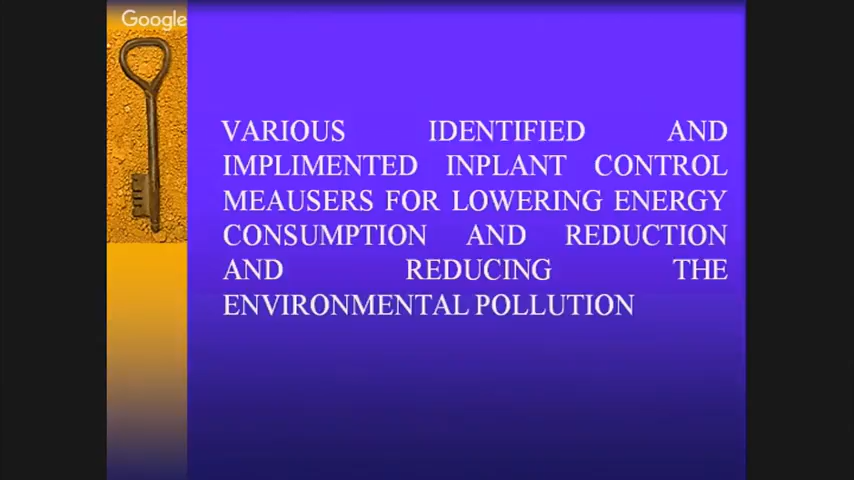 Google
VARIOUS IDENTIFIED AND
IMPLIMENTED INPLANT CONTROL
MEAUSERS FOR LOWERING ENERGY
CONSUMPTION AND REDUCTION
AND REDUCING THE
ENVIRONMENTAL POLLUTION